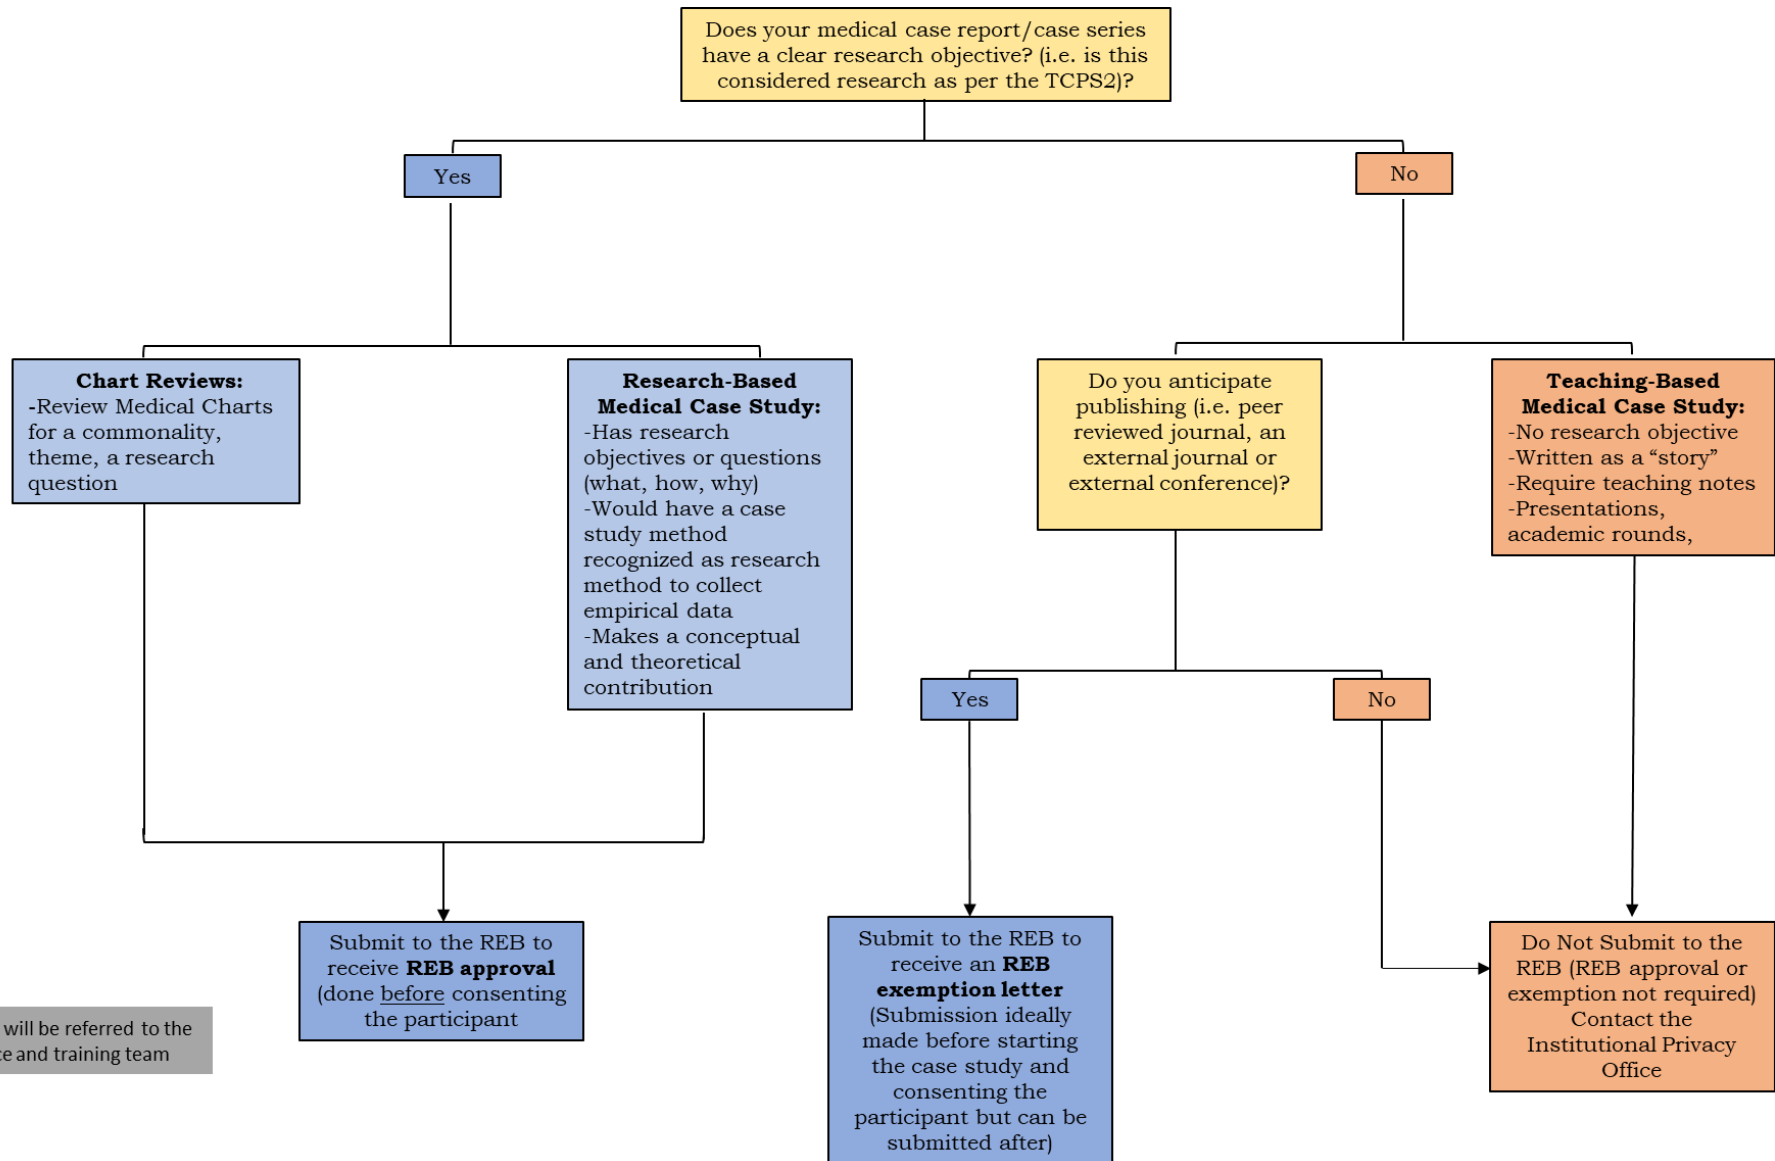 Does your medical case report/case series
have a clear research objective? (i.e. is this
considered research as per the TCPS2)?
Yes
No
Chart Reviews:
-Review Medical Charts
for a commonality,
theme, a research
question
Research-Based
Medical Case Study:
-Has research
objectives or questions
(what, how, why)
-Would have a case
study method
recognized as research
method to collect
empirical data
-Makes a conceptual
and theoretical
contribution
Do you anticipate
publishing (i.e. peer
reviewed journal, an
external journal or
external conference)?
Teaching-Based
Medical Case Study:
-No research objective
-Written as a “story”
-Require teaching notes
-Presentations,
academic rounds,
Yes
No
Submit to the REB to
receive REB approval
(done before consenting
the participant
Submit to the REB to
receive an REB
exemption letter
(Submission ideally
made before starting
the case study and
consenting the
participant but can be
submitted after)
Do Not Submit to the
REB (REB approval or
exemption not required)
Contact the
Institutional Privacy
Office
will be referred to the
and training team